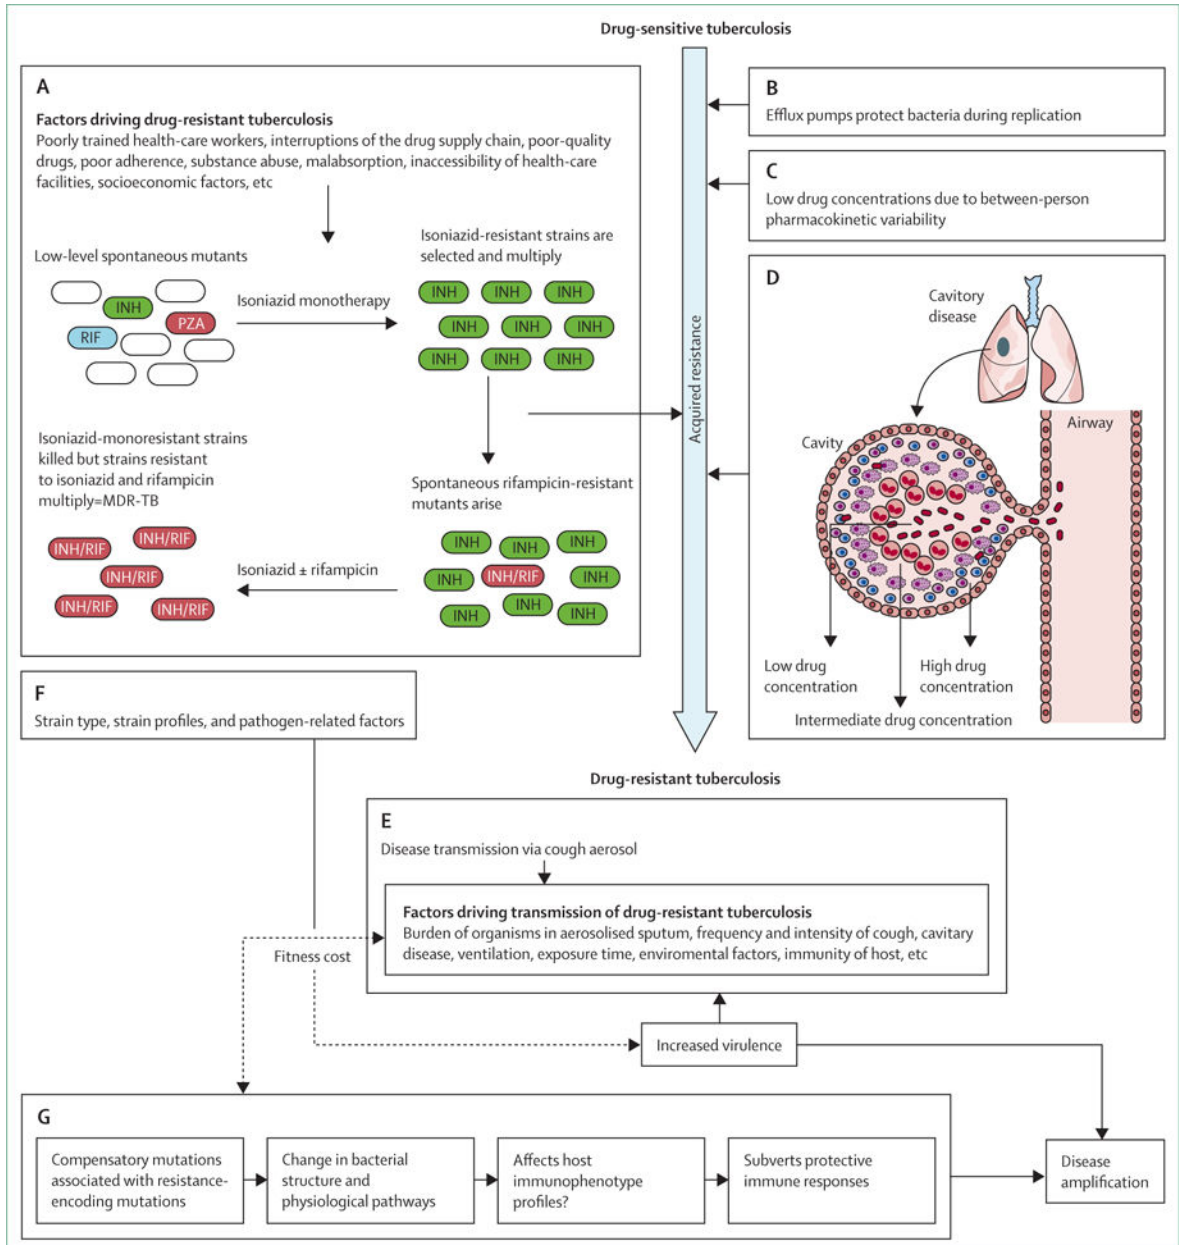 Drug-sensitive tuberculosis
A
Factors driving drug-resistant tuberculosis
Poorly trained health-care workers, interruptions of the drug supply chain, poor-quality
drugs, poor adherence, substance abuse, malabsorption, inaccessibility of health-care
facilities, socioeconomic factors, etc
Low-level spontaneous mutants
INH
PZA
RIF
Isoniazid monotherapy
Isoniazid-resistant strains are
selected and multiply
INH INH INH
INH INH INH
INH INH INH
Spontaneous rifampicin-resistant
mutants arise
INH INH INH
INH INH/RIF INH
INH INH INH
Isoniazid ± rifampicin
Isoniazid-monoresistant strains
killed but strains resistant
to isoniazid and rifampicin
multiply=MDR-TB
INH/RIF INH/RIF
INH/RIF
INH/RIF INH/RIF
Acquired resistance
B
Efflux pumps protect bacteria during replication
C
Low drug concentrations due to between-person
pharmacokinetic variability
D
Cavitory
disease
Airway
Cavity
Low drug
concentration
High drug
concentration
Intermediate drug concentration
F
Strain type, strain profiles, and pathogen-related factors
Drug-resistant tuberculosis
E
Disease transmission via cough aerosol
Factors driving transmission of drug-resistant tuberculosis
Burden of organisms in aerosolised sputum, frequency and intensity of cough, cavitary
disease, ventilation, exposure time, enviromental factors, immunity of host, etc
Fitness cost
Increased virulence
G
Compensatory mutations
associated with resistance-
encoding mutations
Change in bacterial
structure and
physiological pathways
Affects host
immunophenotype
profiles?
Subverts protective
immune responses
Disease
amplification